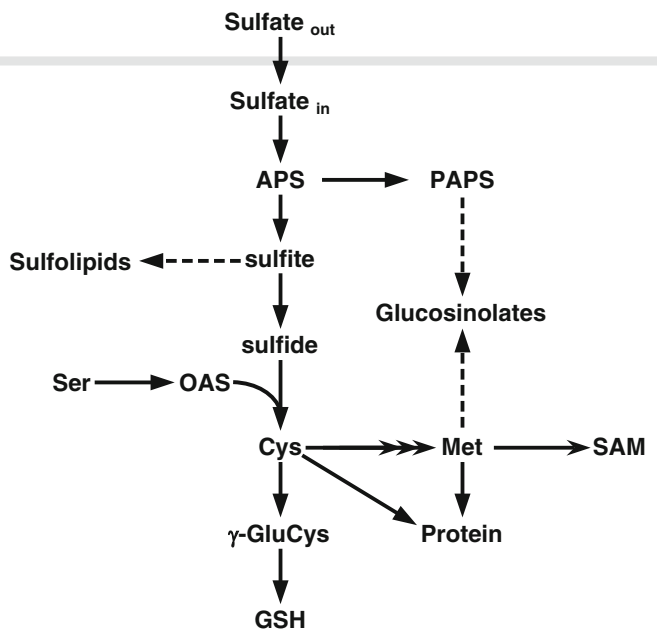 Sulfate out
Sulfate in
APS PAPS
Sulfolipids sulfite
Glucosinolates
sulfide
Ser OAS
Cys Met SAM
γ-GluCys Protein
GSH